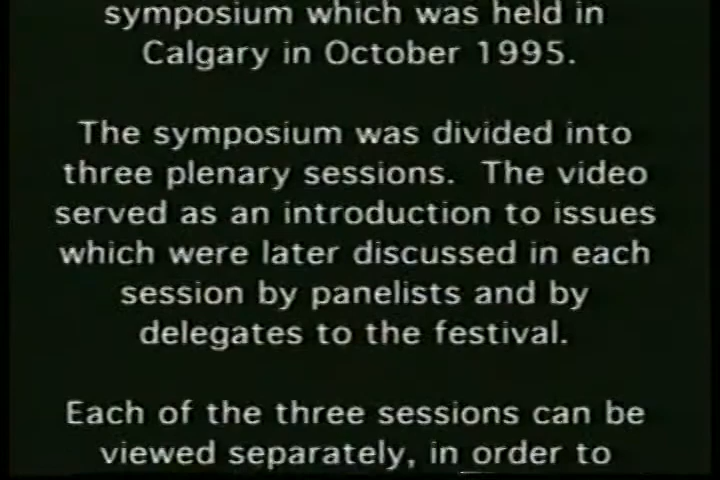 symposium which was held in
Calgary in October 1995.
The symposium was divided into
three plenary sessions. The video
served as an introduction to issues
which were later discussed in each
session by panelists and by
delegates to the festival.
Each of the three sessions can be
viewed separately, in order to